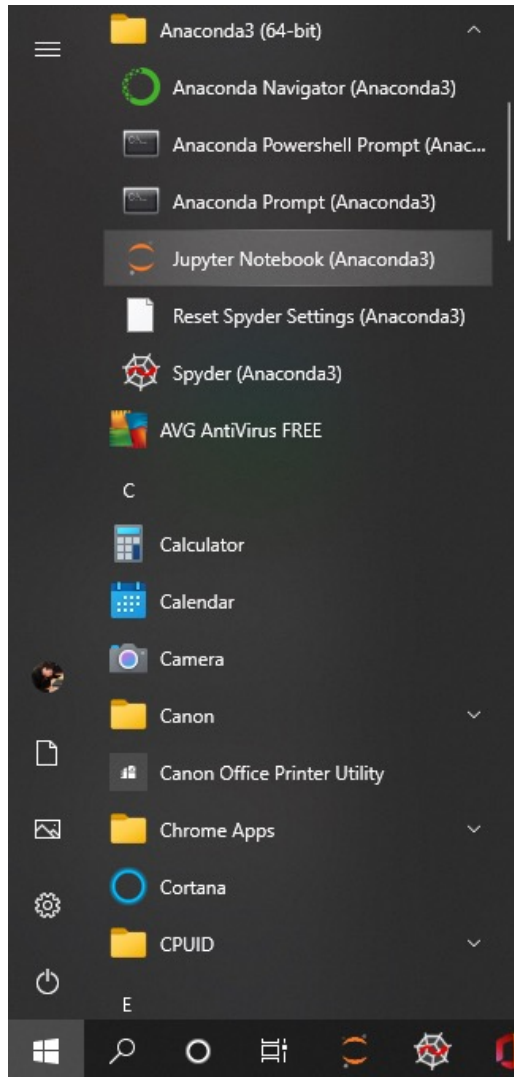 Anaconda3 (64-bit)
Anaconda Navigator (Anaconda3)
Anaconda Powershell Prompt (Anac...
Anaconda Prompt (Anaconda3)
Jupyter Notebook (Anaconda3)
Reset Spyder Settings (Anaconda3)
Spyder (Anaconda3)
AVG AntiVirus FREE
C
Calculator
Calendar
Camera
Canon
Canon Office Printer Utility
Chrome Apps
Cortana
CPUID
E